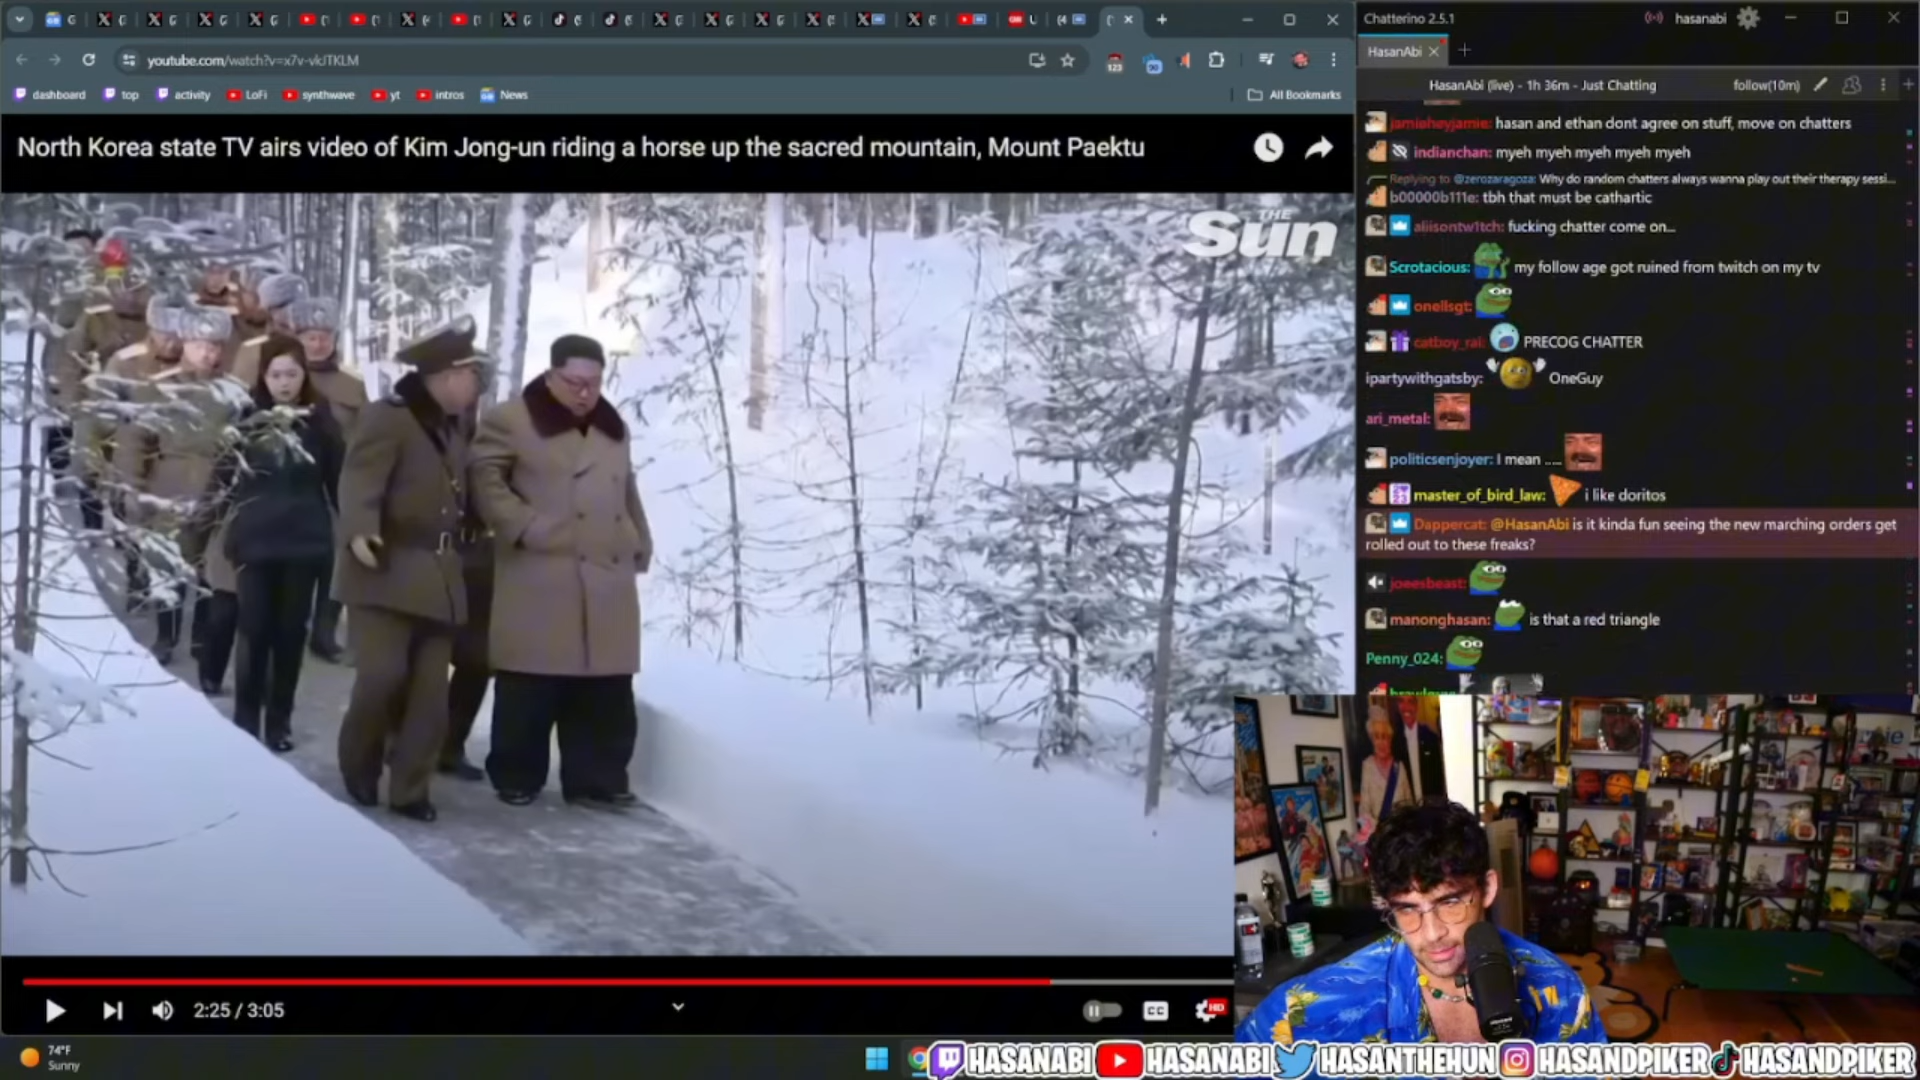 youtube.com/watch?v=x7v-vkJTKLM
123
90
dashboard
top
activity
LoFi
synthwave
yt
intros
News
All Bookmarks
North Korea state TV airs video of Kim Jong-un riding a horse up the sacred mountain, Mount Paektu
THE
Sun
2:25 / 3:05
CC
HD
74°F
Sunny
Chatterino 2.5.1
hasanabi
HasanAbi
HasanAbi (live) - 1h 36m - Just Chatting
follow(10m)
jamieheyjamie: hasan and ethan dont agree on stuff, move on chatters
indianchan: myeh myeh myeh myeh myeh
Replying to @zerozaragoza: Why do random chatters always wanna play out their therapy sessi...
b00000b111e: tbh that must be cathartic
aliisontw1tch: fucking chatter come on...
Scrotacious: my follow age got ruined from twitch on my tv
onellsgt:
catboy_rai: PRECOG CHATTER
ipartywithgatsby: OneGuy
ari_metal:
politicsenjoyer: I mean .....
master_of_bird_law: i like doritos
Dappercat: @HasanAbi is it kinda fun seeing the new marching orders get
rolled out to these freaks?
joeesbeast:
manonghasan: is that a red triangle
Penny_024:
HASANABI HASANABI HASANTHEHUN HASANDPIKER HASANDPIKER